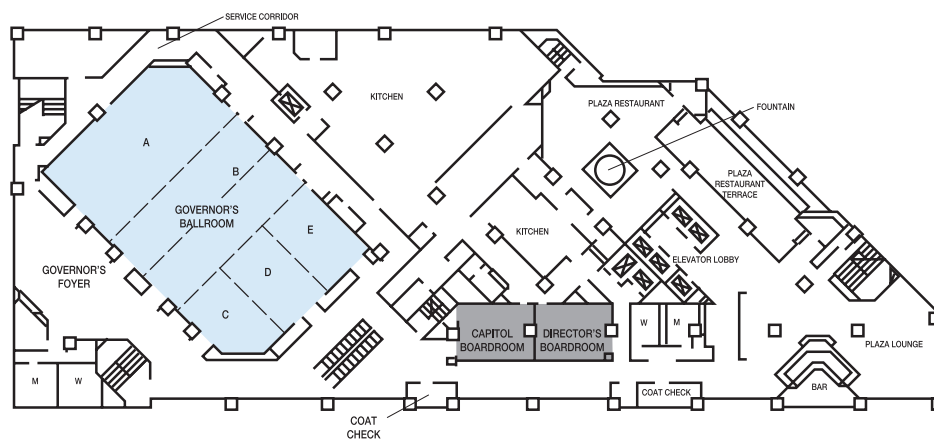 SERVICE CORRIDOR
KITCHEN
PLAZA RESTAURANT
FOUNTAIN
A
B
PLAZA
RESTAURANT
TERRACE
GOVERNOR'S
BALLROOM
E
KITCHEN
D
ELEVATOR LOBBY
GOVERNOR'S
FOYER
C
CAPITOL
BOARDROOM
DIRECTOR'S
BOARDROOM
W
M
PLAZA LOUNGE
M
W
BAR
COAT CHECK
COAT
CHECK